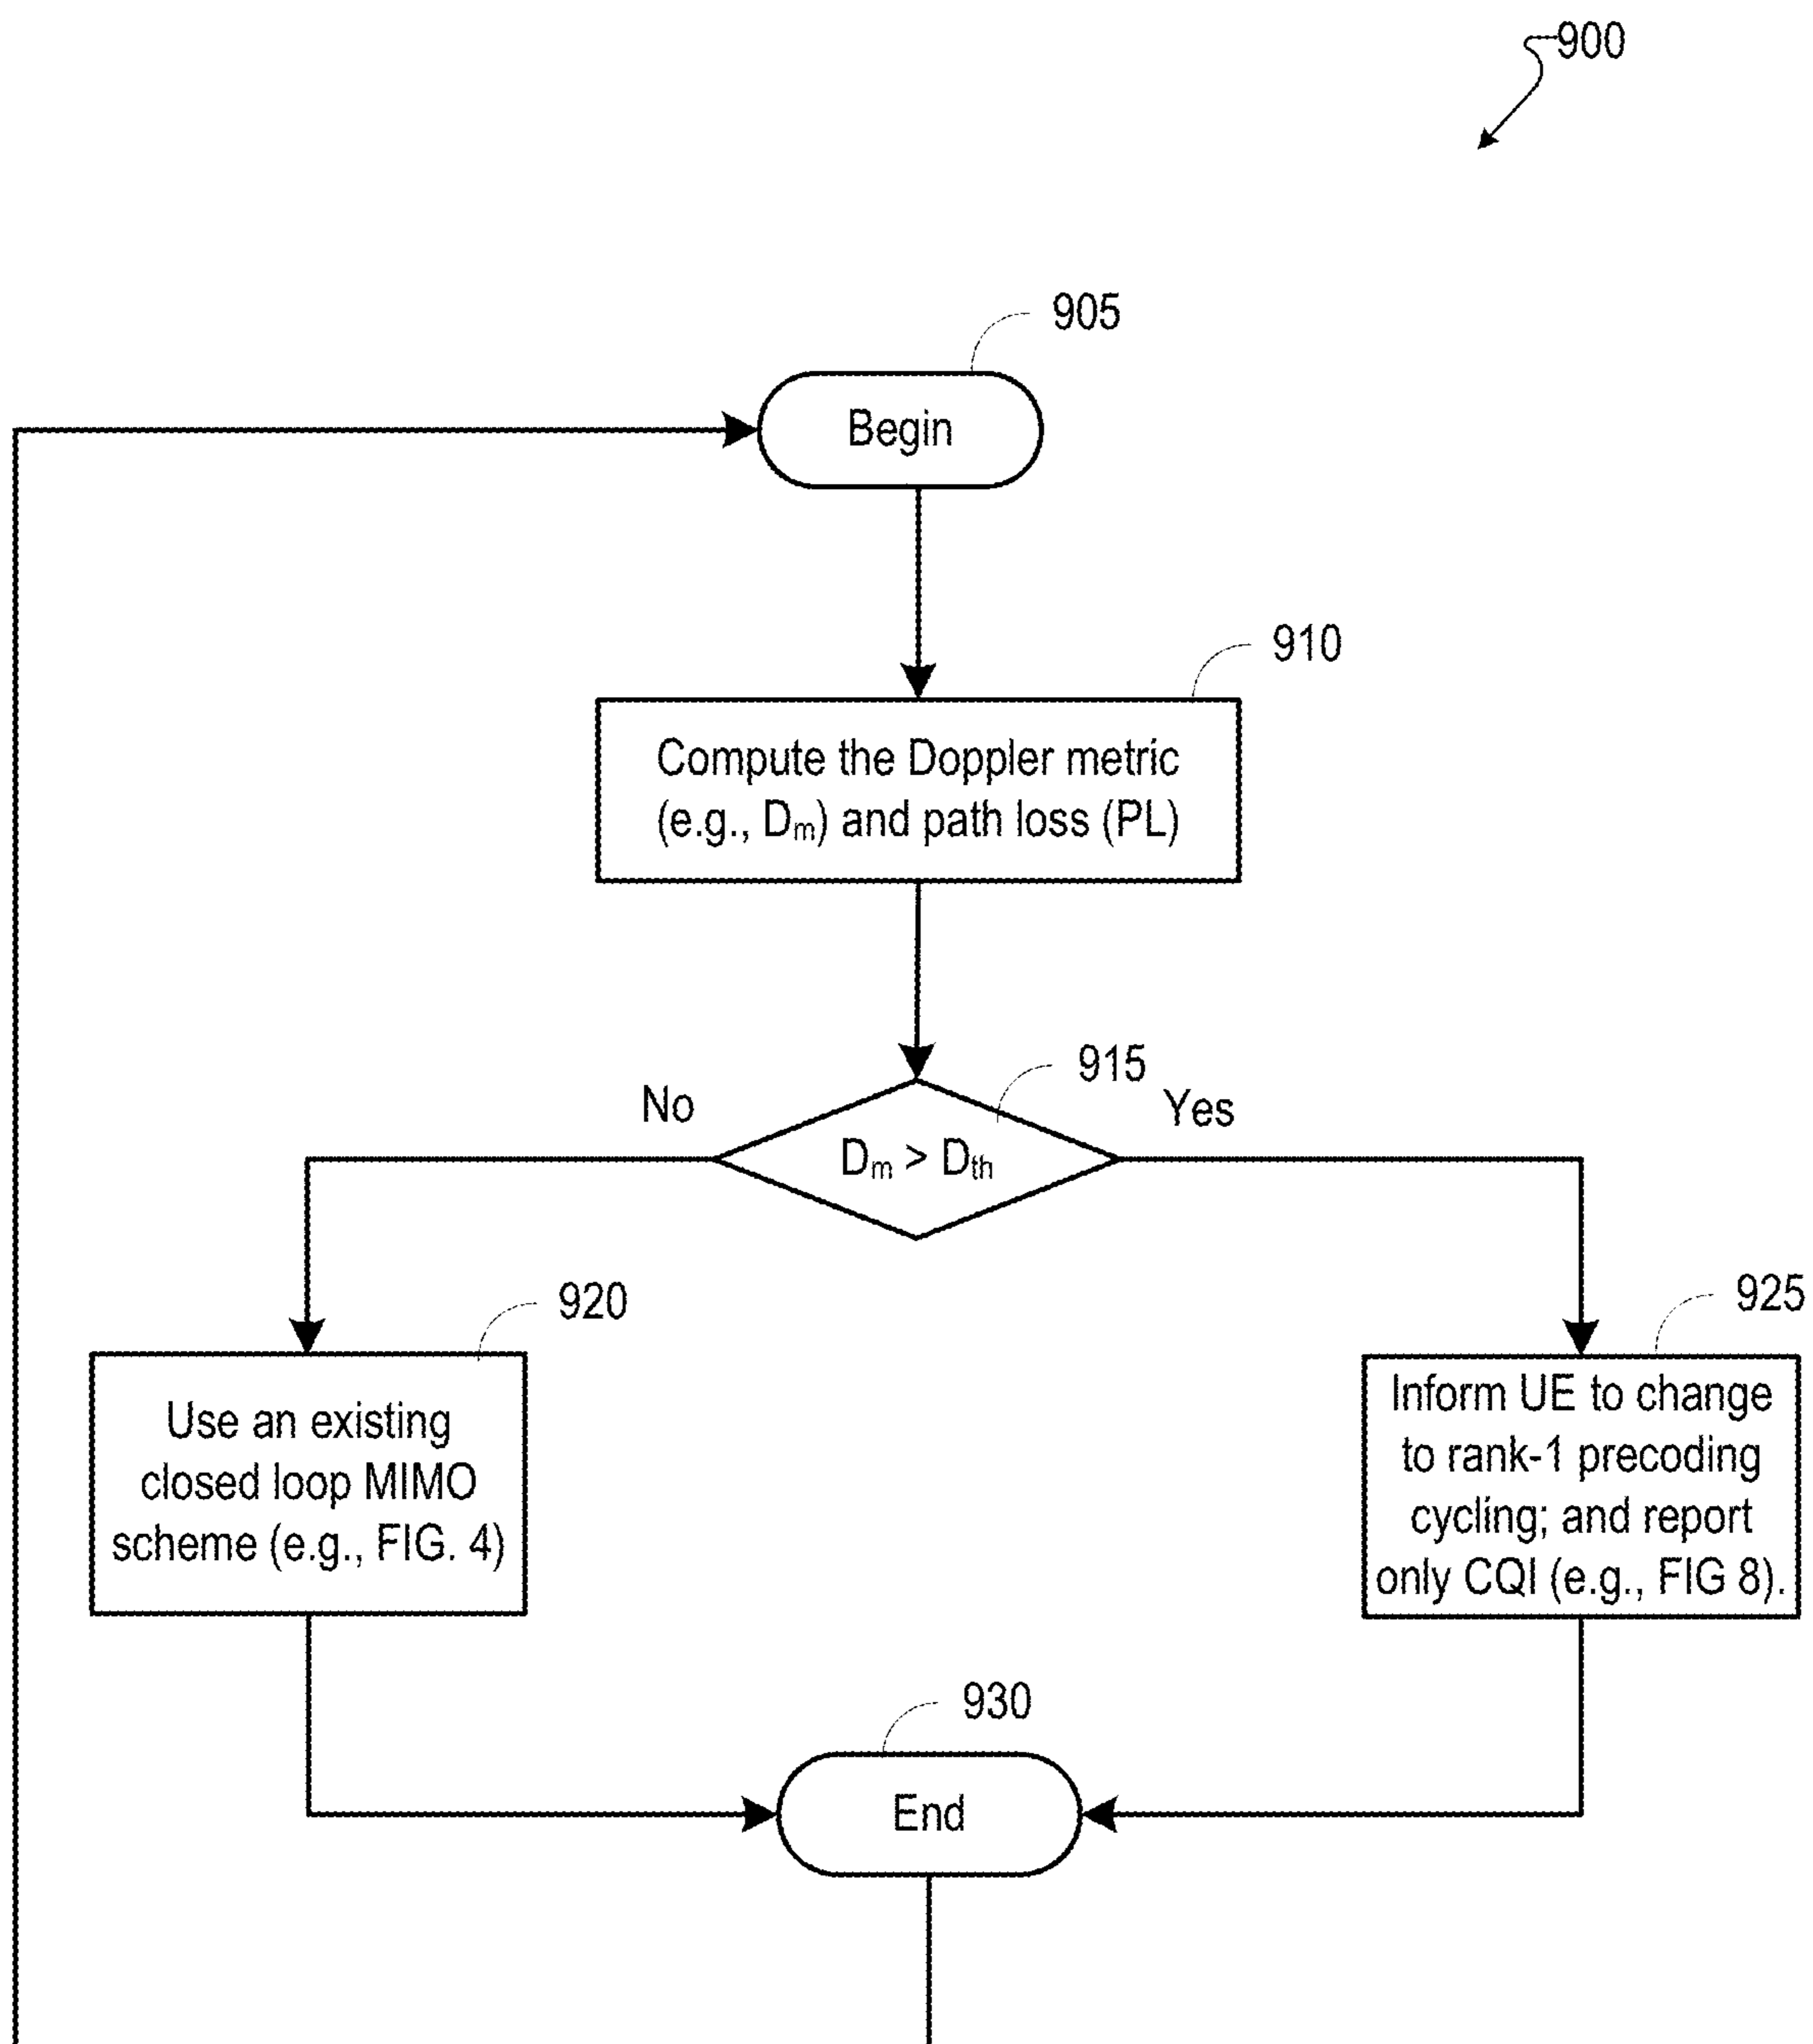 900
905
Begin
910
Compute the Doppler metric
(e.g., Dm) and path loss (PL)
915
No
Yes
Dm > Dth
920
925
Use an existing
closed loop MIMO
scheme (e.g., FIG. 4)
Inform UE to change
to rank-1 precoding
cycling; and report
only CQI (e.g., FIG 8).
930
End